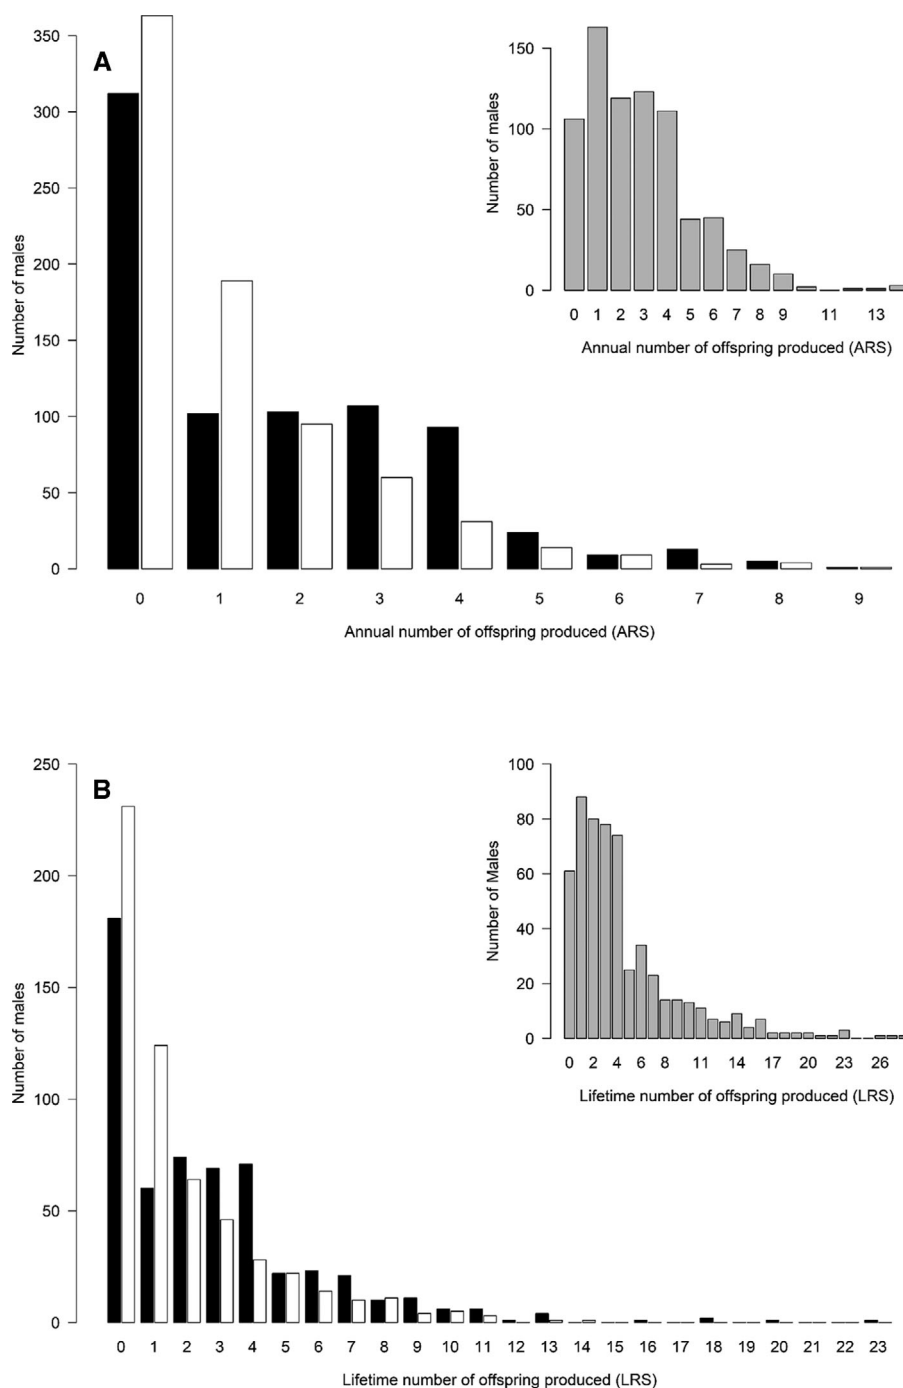 A
350
300
250
200
150
100
50
0
Number of males
0 1 2 3 4 5 6 7 8 9
Annual number of offspring produced (ARS)
150
100
50
0
Number of males
0 1 2 3 4 5 6 7 8 9 11 13
Annual number of offspring produced (ARS)
B
250
200
150
100
50
0
Number of males
0 1 2 3 4 5 6 7 8 9 10 11 12 13 14 16 17 18 19 20 21 22 23
Lifetime number of offspring produced (LRS)
100
80
60
40
20
0
Number of Males
0 2 4 6 8 11 14 17 20 23 26
Lifetime number of offspring produced (LRS)